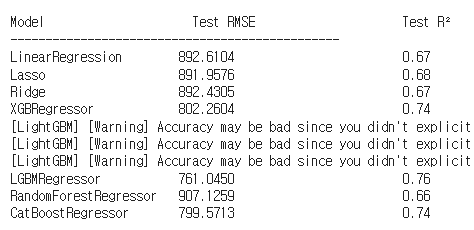 Model Test RMSE Test R²
-----------------------------------------------
LinearRegression 892.6104 0.67
Lasso 891.9576 0.68
Ridge 892.4305 0.67
XGBRegressor 802.2604 0.74
[LightGBM] [Warning] Accuracy may be bad since you didn't explicit
[LightGBM] [Warning] Accuracy may be bad since you didn't explicit
[LightGBM] [Warning] Accuracy may be bad since you didn't explicit
LGBMRegressor 761.0450 0.76
RandomForestRegressor 907.1259 0.66
CatBoostRegressor 799.5713 0.74